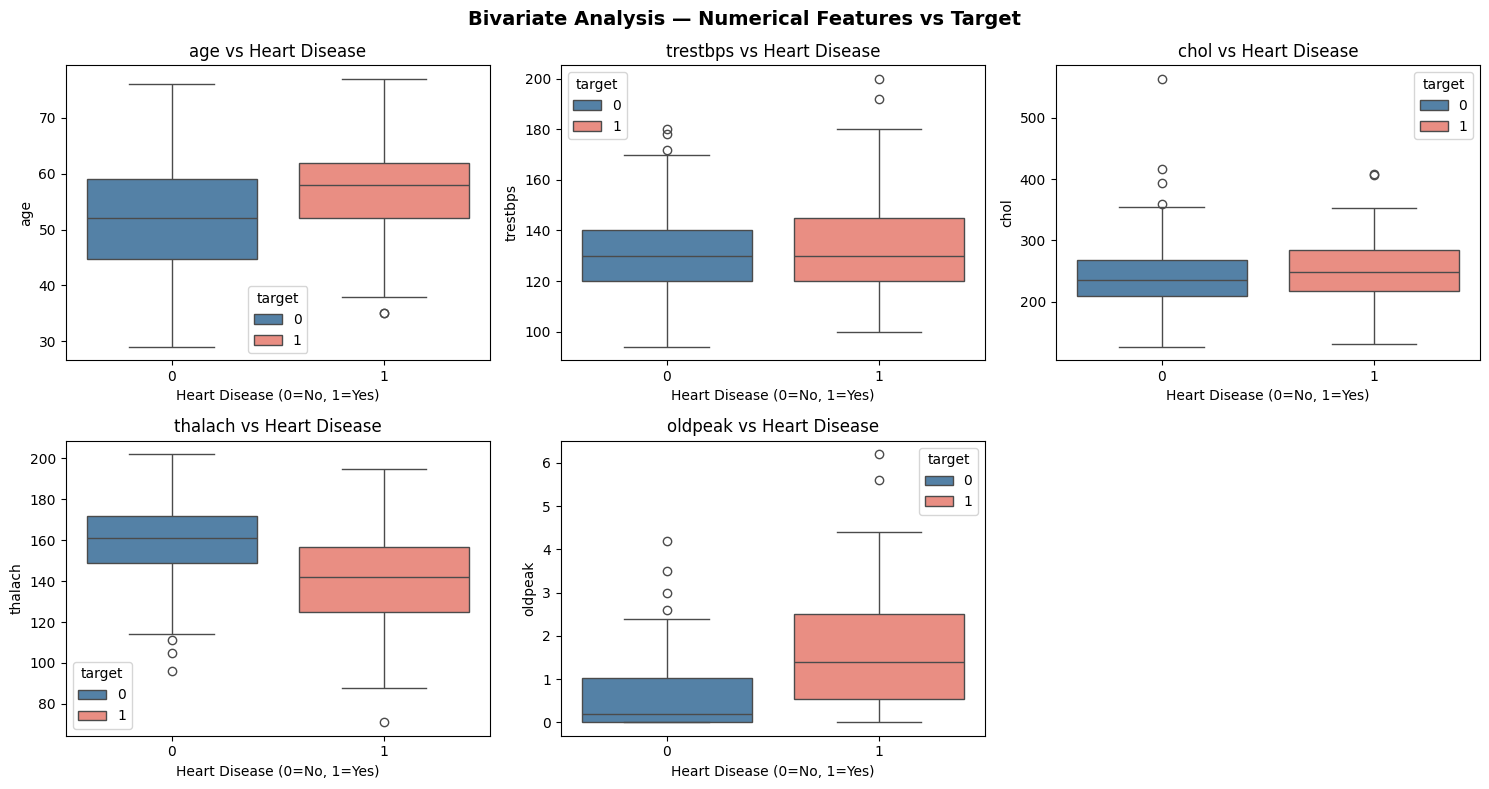 Bivariate Analysis — Numerical Features vs Target
age vs Heart Disease
age
70
60
50
40
30
target
0
1
0
1
Heart Disease (0=No, 1=Yes)
trestbps vs Heart Disease
trestbps
200
180
160
140
120
100
target
0
1
0
1
Heart Disease (0=No, 1=Yes)
chol vs Heart Disease
chol
500
400
300
200
target
0
1
0
1
Heart Disease (0=No, 1=Yes)
thalach vs Heart Disease
thalach
200
180
160
140
120
100
80
target
0
1
0
1
Heart Disease (0=No, 1=Yes)
oldpeak vs Heart Disease
oldpeak
6
5
4
3
2
1
0
target
0
1
0
1
Heart Disease (0=No, 1=Yes)